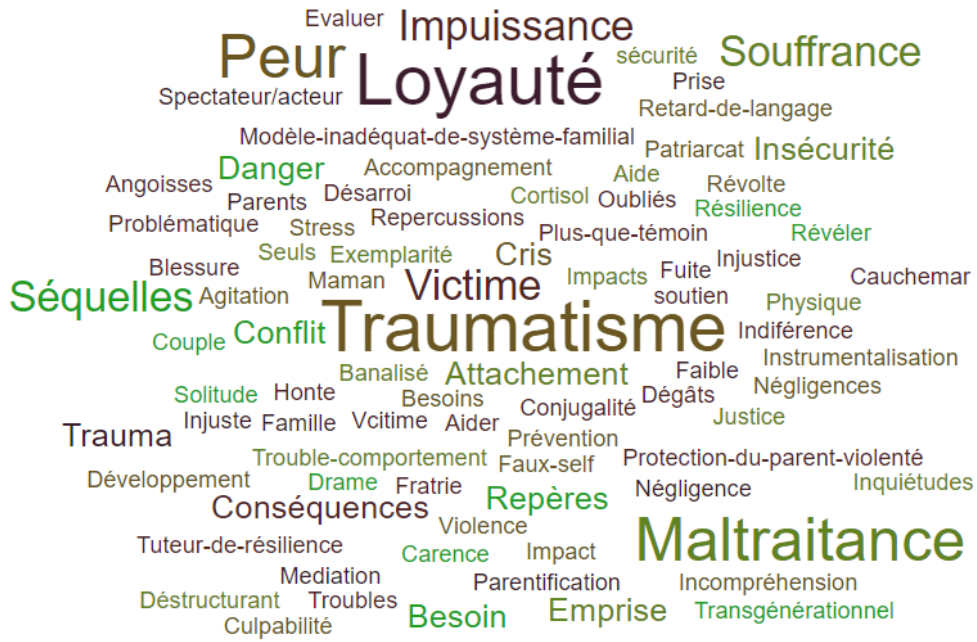 Evaluer
Impuissance
Peur
Loyauté
sécurité
Souffrance
Spectateur/acteur
Prise
Retard-de-langage
Modèle-inadéquat-de-système-familial
Patriarcat
Insécurité
Danger
Accompagnement
Aide
Angoisses
Parents
Désarroi
Cortisol
Oubliés
Révolte
Résilience
Problématique
Stress
Repercussions
Plus-que-témoin
Révéler
Seuls
Exemplarité
Cris
Injustice
Blessure
Maman
Victime
Impacts
Fuite
Cauchemar
Séquelles
Agitation
soutien
Physique
Couple
Conflit
Traumatisme
Indiférence
Instrumentalisation
Banalisé
Attachement
Faible
Négligences
Solitude
Honte
Besoins
Dégâts
Injuste
Famille
Vcitime
Aider
Conjugalité
Justice
Trauma
Prévention
Trouble-comportement
Faux-self
Protection-du-parent-violenté
Développement
Drame
Fratrie
Repères
Négligence
Inquiétudes
Conséquences
Violence
Maltraitance
Tuteur-de-résilience
Carence
Impact
Mediation
Parentification
Incompréhension
Déstructurant
Troubles
Besoin
Emprise
Transgénérationnel
Culpabilité